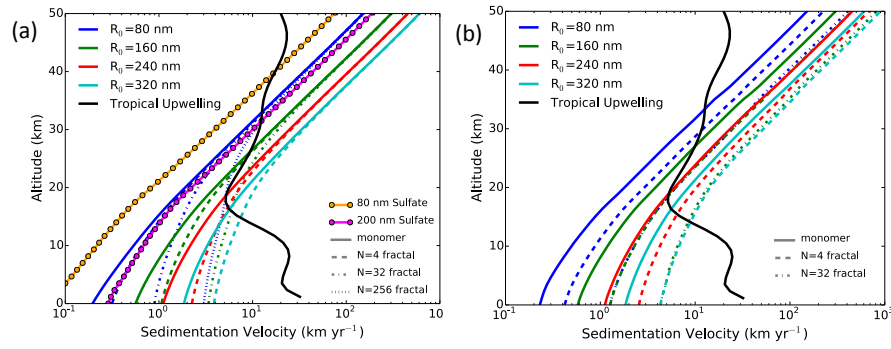 (a)
50
40
30
20
10
0
Altitude (km)
R₀=80 nm
R₀=160 nm
R₀=240 nm
R₀=320 nm
Tropical Upwelling
80 nm Sulfate
200 nm Sulfate
monomer
N=4 fractal
N=32 fractal
N=256 fractal
10⁻¹ 10⁰ 10¹ 10² 10³
Sedimentation Velocity (km yr⁻¹)
(b)
50
40
30
20
10
0
Altitude (km)
R₀=80 nm
R₀=160 nm
R₀=240 nm
R₀=320 nm
Tropical Upwelling
monomer
N=4 fractal
N=32 fractal
10⁻¹ 10⁰ 10¹ 10² 10³
Sedimentation Velocity (km yr⁻¹)